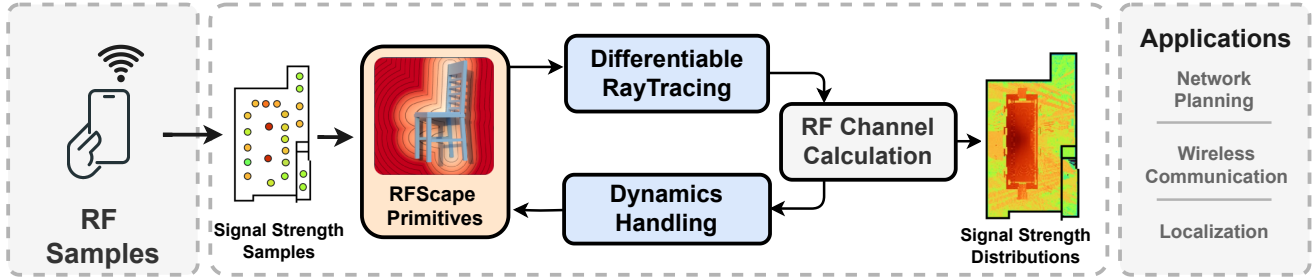 RF
Samples
Signal Strength
Samples
RFScape
Primitives
Differentiable
RayTracing
Dynamics
Handling
RF Channel
Calculation
Signal Strength
Distributions
Applications
Network
Planning
Wireless
Communication
Localization